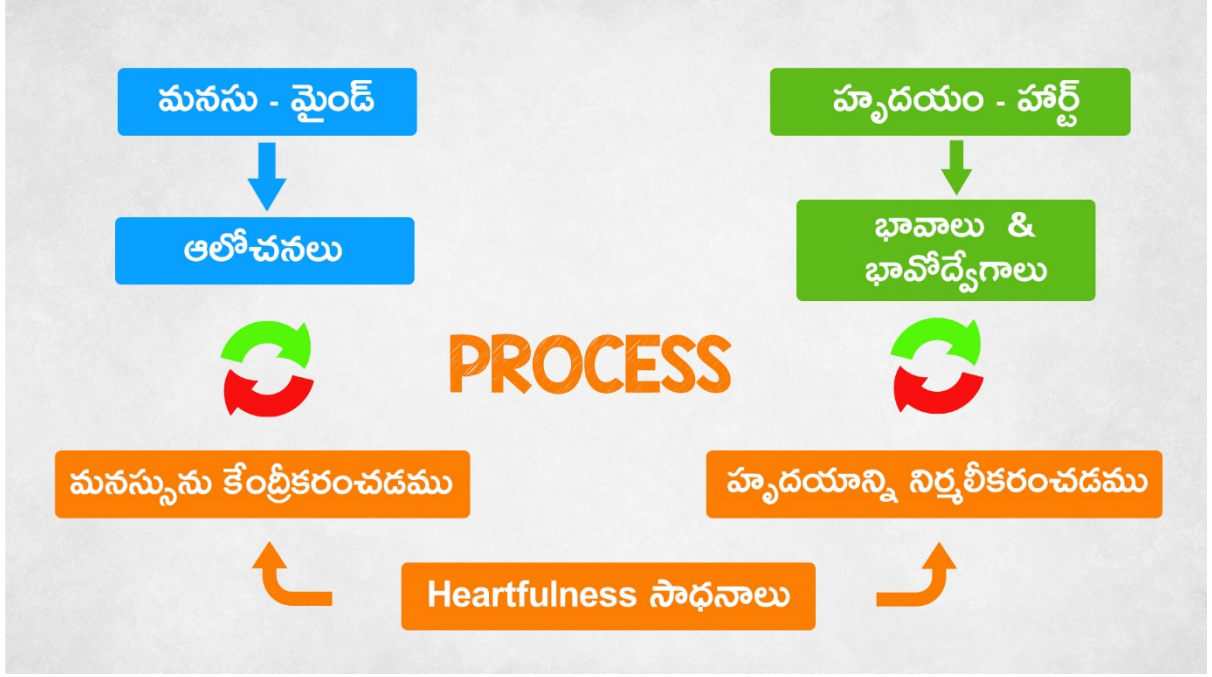 మనసు - మైండ్
హృదయం - హార్ట్
ఆలోచనలు
భావాలు &
భావోద్వేగాలు
PROCESS
మనస్సును కేంద్రీకరించడము
హృదయాన్ని నిర్మలీకరించడము
Heartfulness సాధనాలు